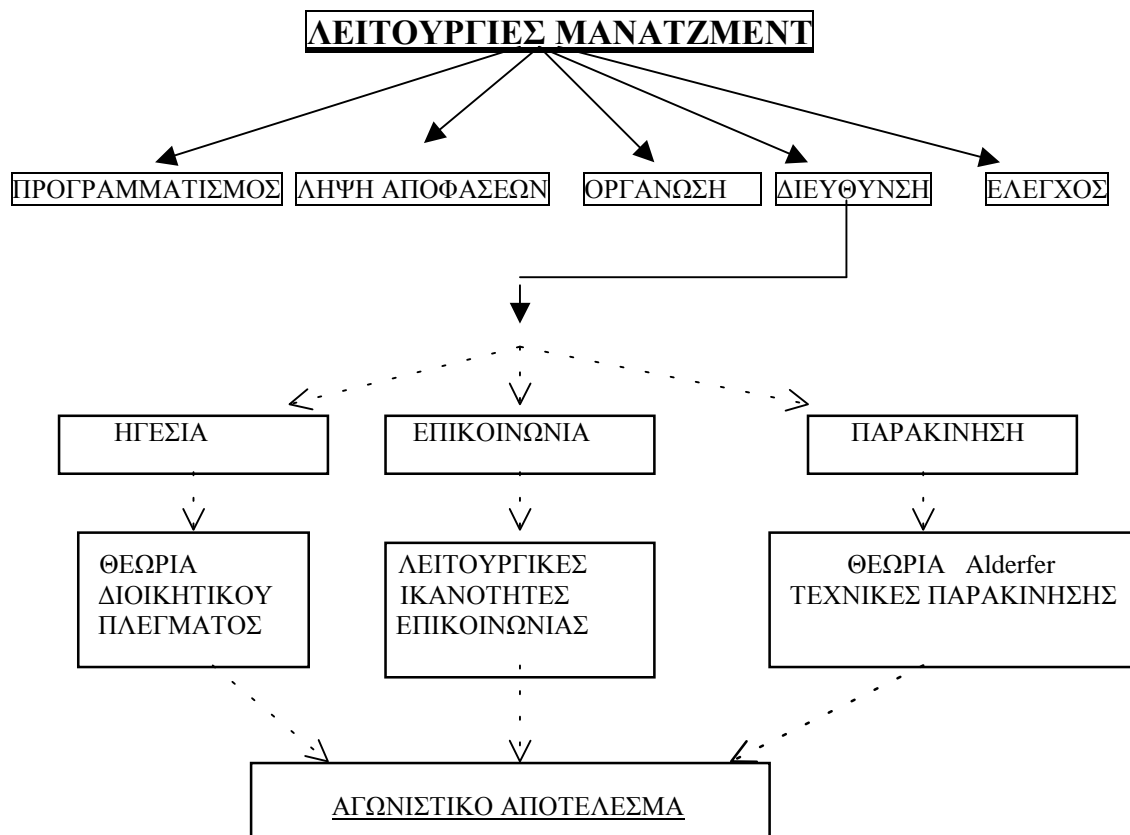 ΛΕΙΤΟΥΡΓΙΕΣ ΜΑΝΑΤΖΜΕΝΤ
ΠΡΟΓΡΑΜΜΑΤΙΣΜΟΣ ΛΗΨΗ ΑΠΟΦΑΣΕΩΝ ΟΡΓΑΝΩΣΗ ΔΙΕΥΘΥΝΣΗ ΕΛΕΓΧΟΣ
ΗΓΕΣΙΑ
ΕΠΙΚΟΙΝΩΝΙΑ
ΠΑΡΑΚΙΝΗΣΗ
ΘΕΩΡΙΑ
ΔΙΟΙΚΗΤΙΚΟΥ
ΠΛΕΓΜΑΤΟΣ
ΛΕΙΤΟΥΡΓΙΚΕΣ
ΙΚΑΝΟΤΗΤΕΣ
ΕΠΙΚΟΙΝΩΝΙΑΣ
ΘΕΩΡΙΑ Alderfer
ΤΕΧΝΙΚΕΣ ΠΑΡΑΚΙΝΗΣΗΣ
ΑΓΩΝΙΣΤΙΚΟ ΑΠΟΤΕΛΕΣΜΑ